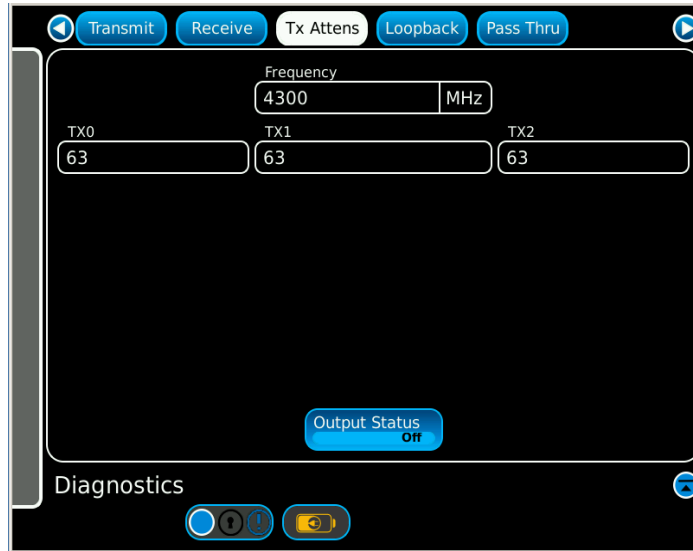 Transmit Receive Tx Attens Loopback Pass Thru
Frequency
4300 MHz
TX0 TX1 TX2
63 63 63
Output Status
Off
Diagnostics